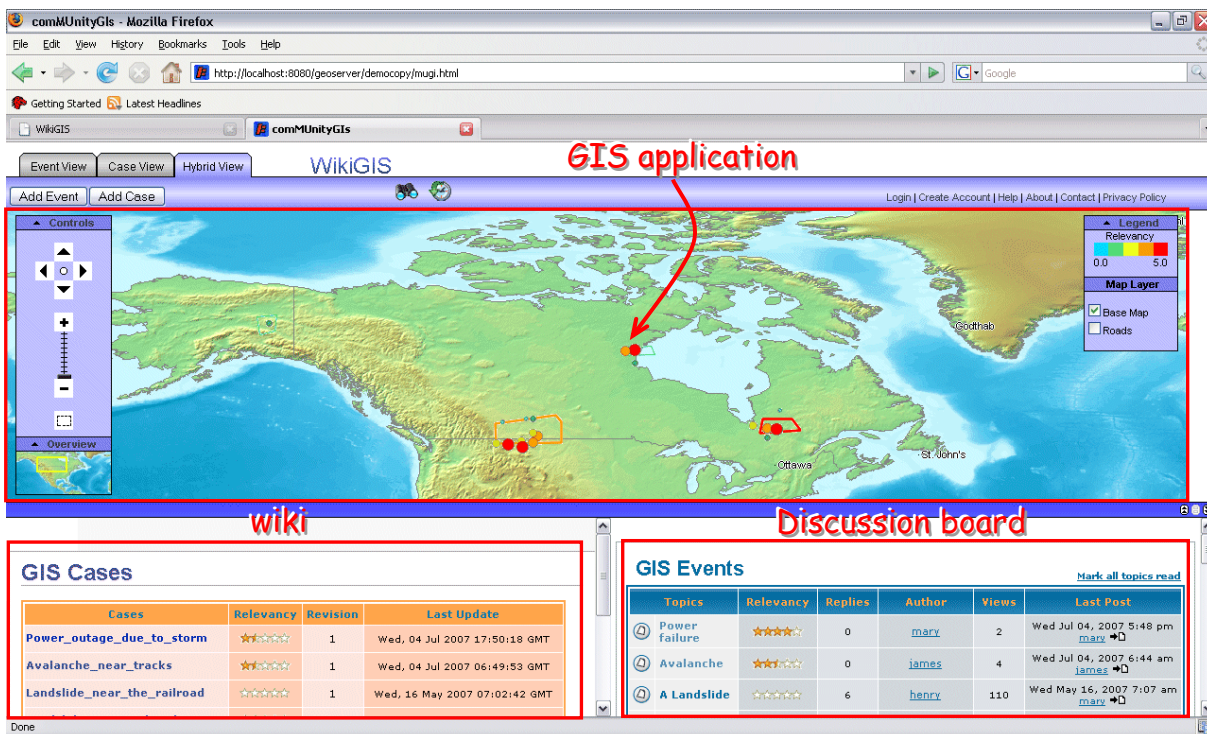 comMUnityGIs - Mozilla Firefox
File Edit View History Bookmarks Tools Help
http://localhost:8080/geoserver/democopy/mugi.html
Google
Getting Started Latest Headlines
WikiGIS comMUnityGIs
Event View Case View Hybrid View WikiGIS
GIS application
Add Event Add Case
Login | Create Account | Help | About | Contact | Privacy Policy
Controls
Legend
Relevancy
0.0 5.0
Map Layer
Base Map
Roads
Godthab
Overview
St. John's
Ottawa
wiki
Discussion board
GIS Cases
Cases Relevancy Revision Last Update
Power_outage_due_to_storm 1 Wed, 04 Jul 2007 17:50:18 GMT
Avalanche_near_tracks 1 Wed, 04 Jul 2007 06:49:53 GMT
Landslide_near_the_railroad 1 Wed, 16 May 2007 07:02:42 GMT
GIS Events
Mark all topics read
Topics Relevancy Replies Author Views Last Post
Power failure 0 mary 2 Wed Jul 04, 2007 5:48 pm mary
Avalanche 0 james 4 Wed Jul 04, 2007 6:44 am james
A Landslide 6 henry 110 Wed May 16, 2007 7:07 am mary
Done